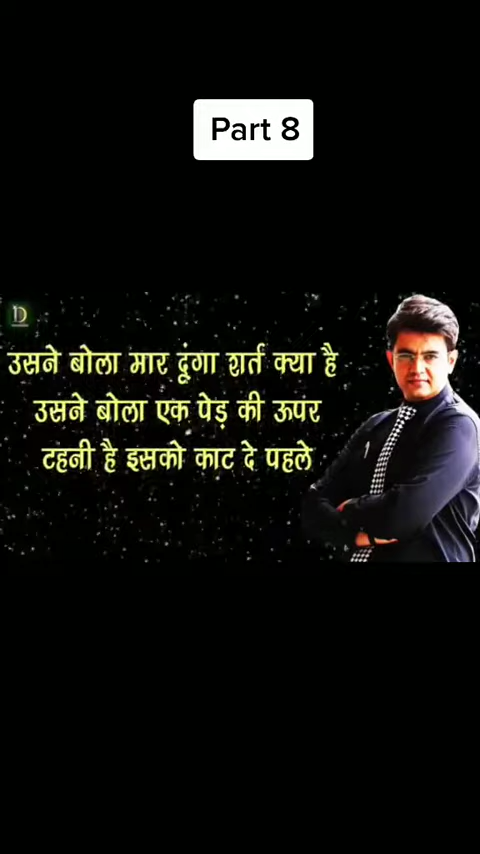 Part 8
उसने बोला मार दूंगा शर्त क्या है
उसने बोला एक पेड़ की ऊपर
टहनी है इसको काट दे पहले